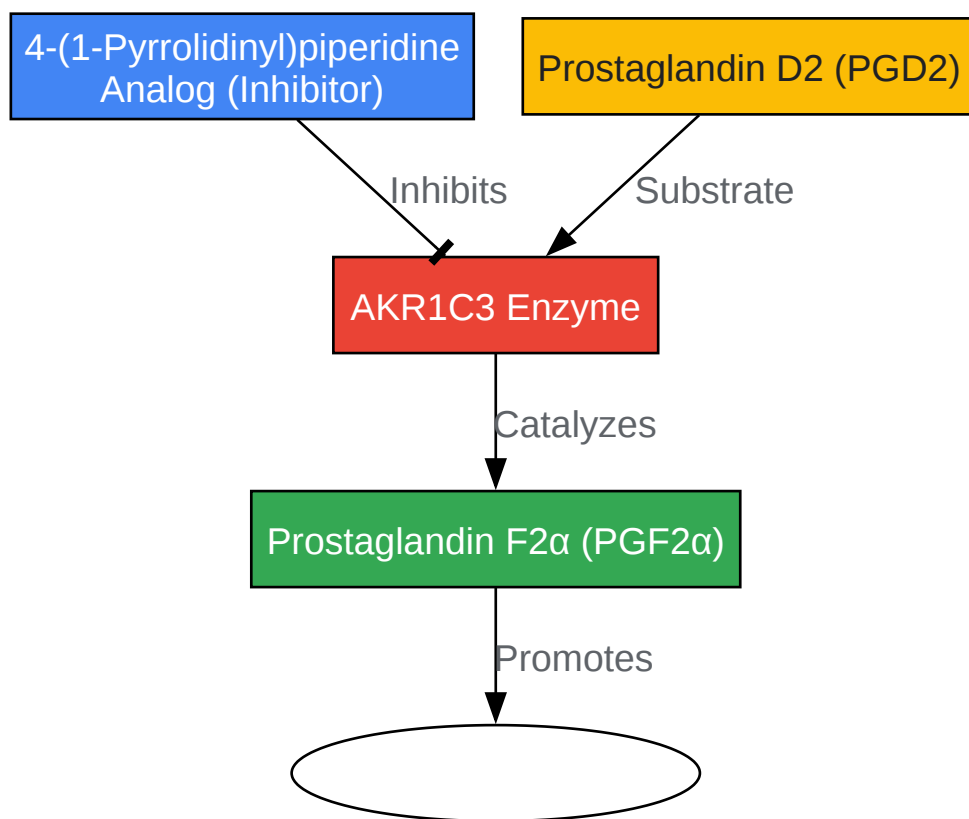 4-(1-Pyrrolidinyl)piperidine
Analog (Inhibitor)
Prostaglandin D2 (PGD2)
Inhibits
Substrate
AKR1C3 Enzyme
Catalyzes
Prostaglandin F2α (PGF2α)
Promotes